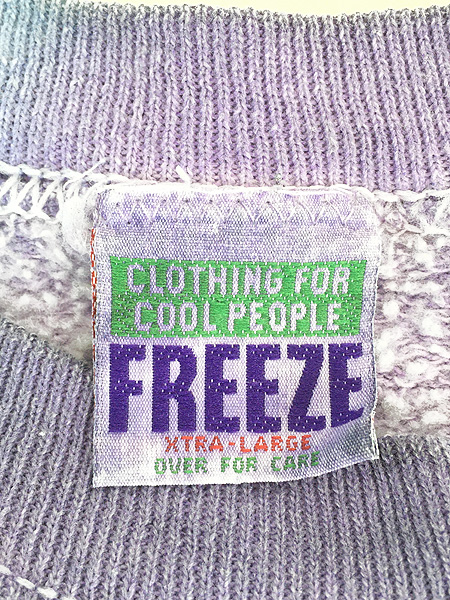 CLOTHING FOR
COOL PEOPLE
FREEZE
XTRA-LARGE
OVER FOR CARE